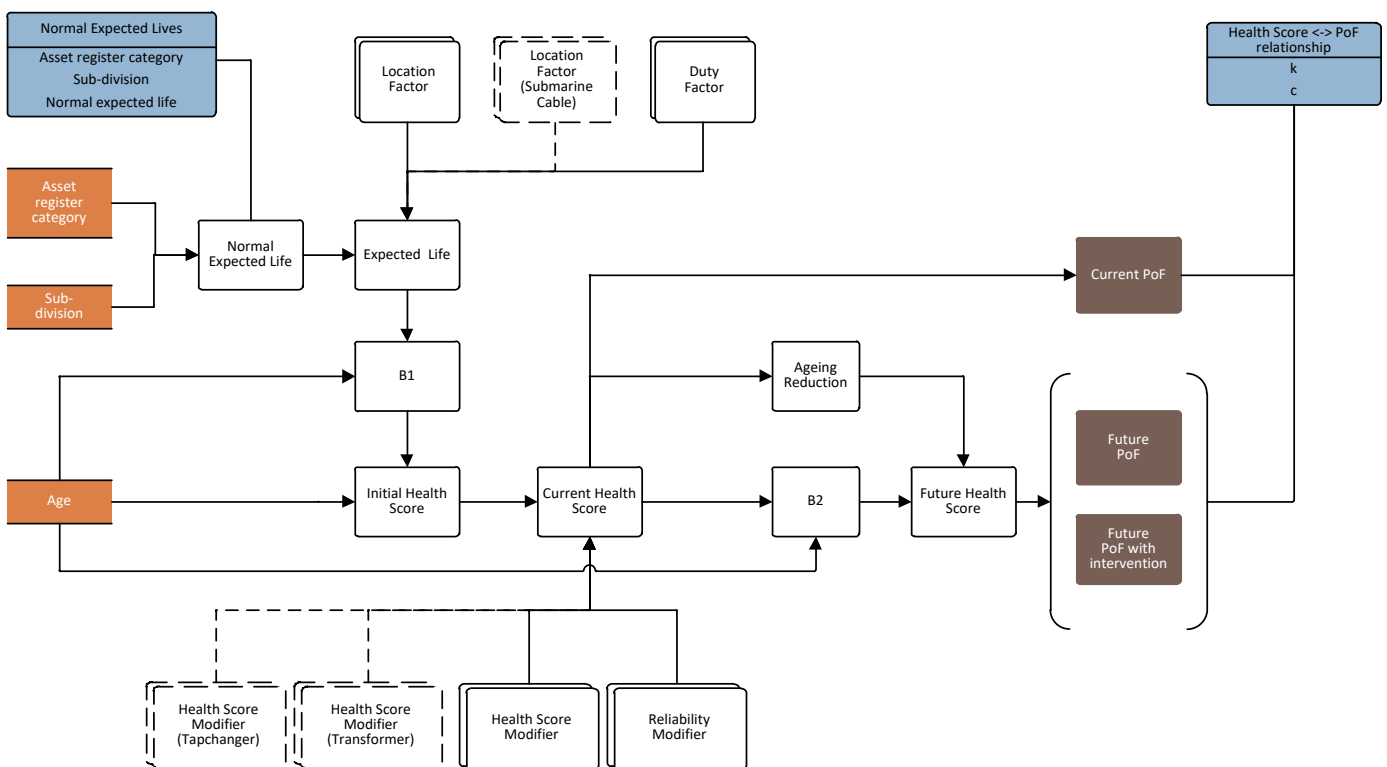 Normal Expected Lives
Asset register category
Sub-division
Normal expected life
Location
Factor
Location
Factor
(Submarine
Cable)
Duty
Factor
Health Score <-> PoF
relationship
k
c
Asset
register
category
Sub-
division
Normal
Expected Life
Expected Life
Current PoF
B1
Ageing
Reduction
Age
Initial Health
Score
Current Health
Score
B2
Future Health
Score
Future
PoF
Future
PoF with
intervention
Health Score
Modifier
(Tapchanger)
Health Score
Modifier
(Transformer)
Health Score
Modifier
Reliability
Modifier